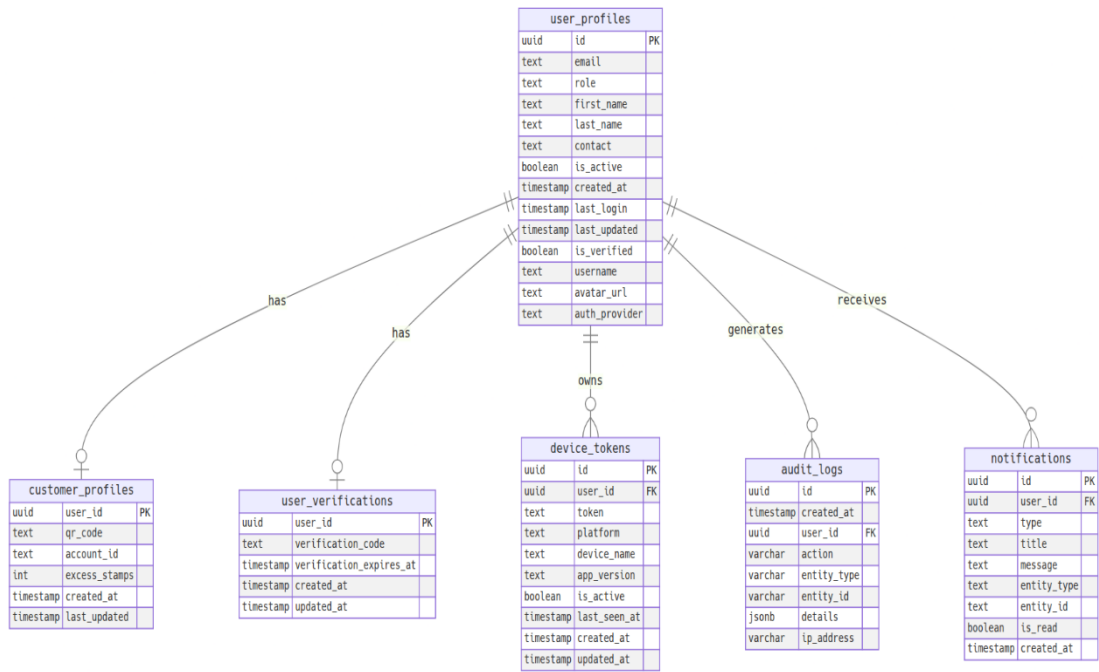 user_profiles
uuid id PK
text email
text role
text first_name
text last_name
text contact
boolean is_active
timestamp created_at
timestamp last_login
timestamp last_updated
boolean is_verified
text username
text avatar_url
text auth_provider
has
has
owns
generates
receives
customer_profiles
uuid user_id PK
text qr_code
text account_id
int excess_stamps
timestamp created_at
timestamp last_updated
user_verifications
uuid user_id PK
text verification_code
timestamp verification_expires_at
timestamp created_at
timestamp updated_at
device_tokens
uuid id PK
uuid user_id FK
text token
text platform
text device_name
text app_version
boolean is_active
timestamp last_seen_at
timestamp created_at
timestamp updated_at
audit_logs
uuid id PK
timestamp created_at
uuid user_id FK
varchar action
varchar entity_type
varchar entity_id
jsonb details
varchar ip_address
notifications
uuid id PK
uuid user_id FK
text type
text title
text message
text entity_type
text entity_id
boolean is_read
timestamp created_at